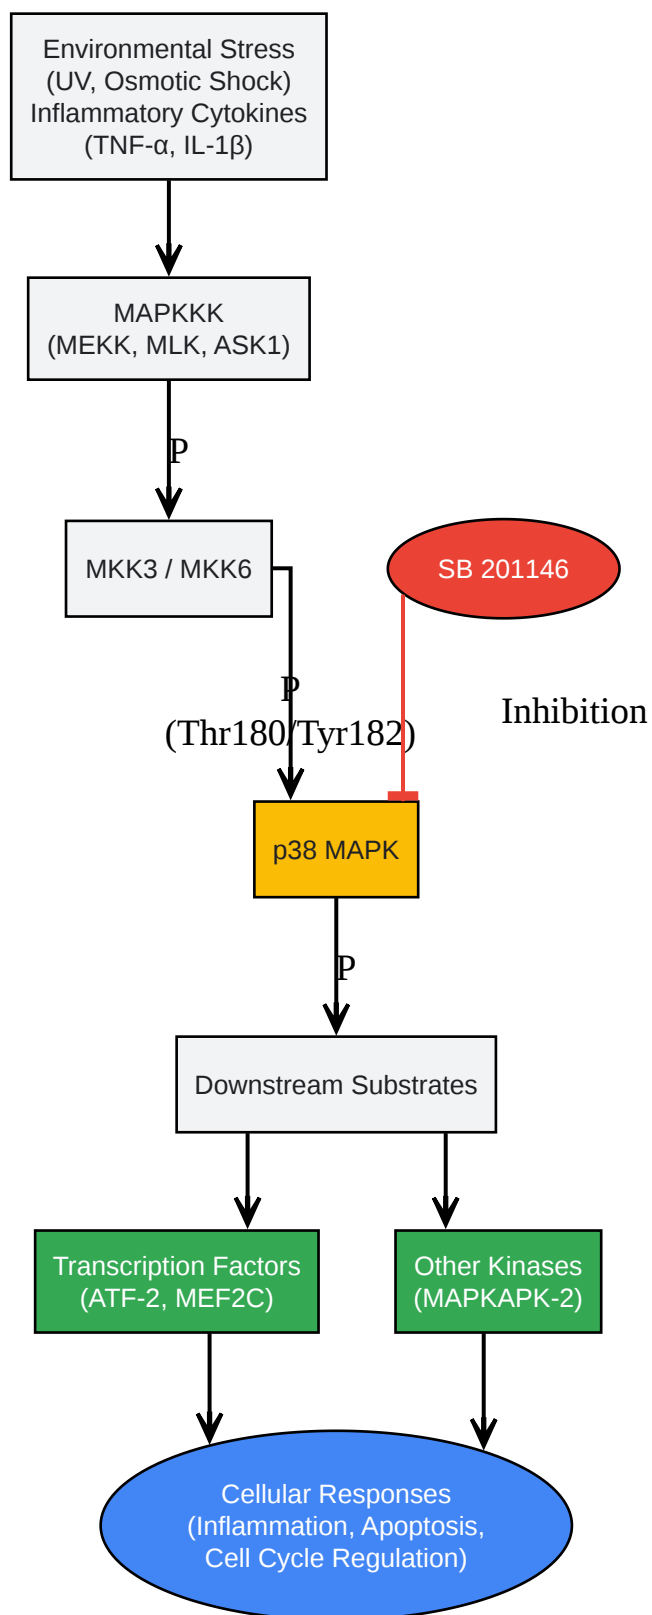 Environmental Stress
(UV, Osmotic Shock)
Inflammatory Cytokines
(TNF-α, IL-1β)
MAPKKK
(MEKK, MLK, ASK1)
P
MKK3 / MKK6
SB 201146
P
(Thr180/Tyr182)
Inhibition
p38 MAPK
P
Downstream Substrates
Transcription Factors
(ATF-2, MEF2C)
Other Kinases
(MAPKAPK-2)
Cellular Responses
(Inflammation, Apoptosis,
Cell Cycle Regulation)